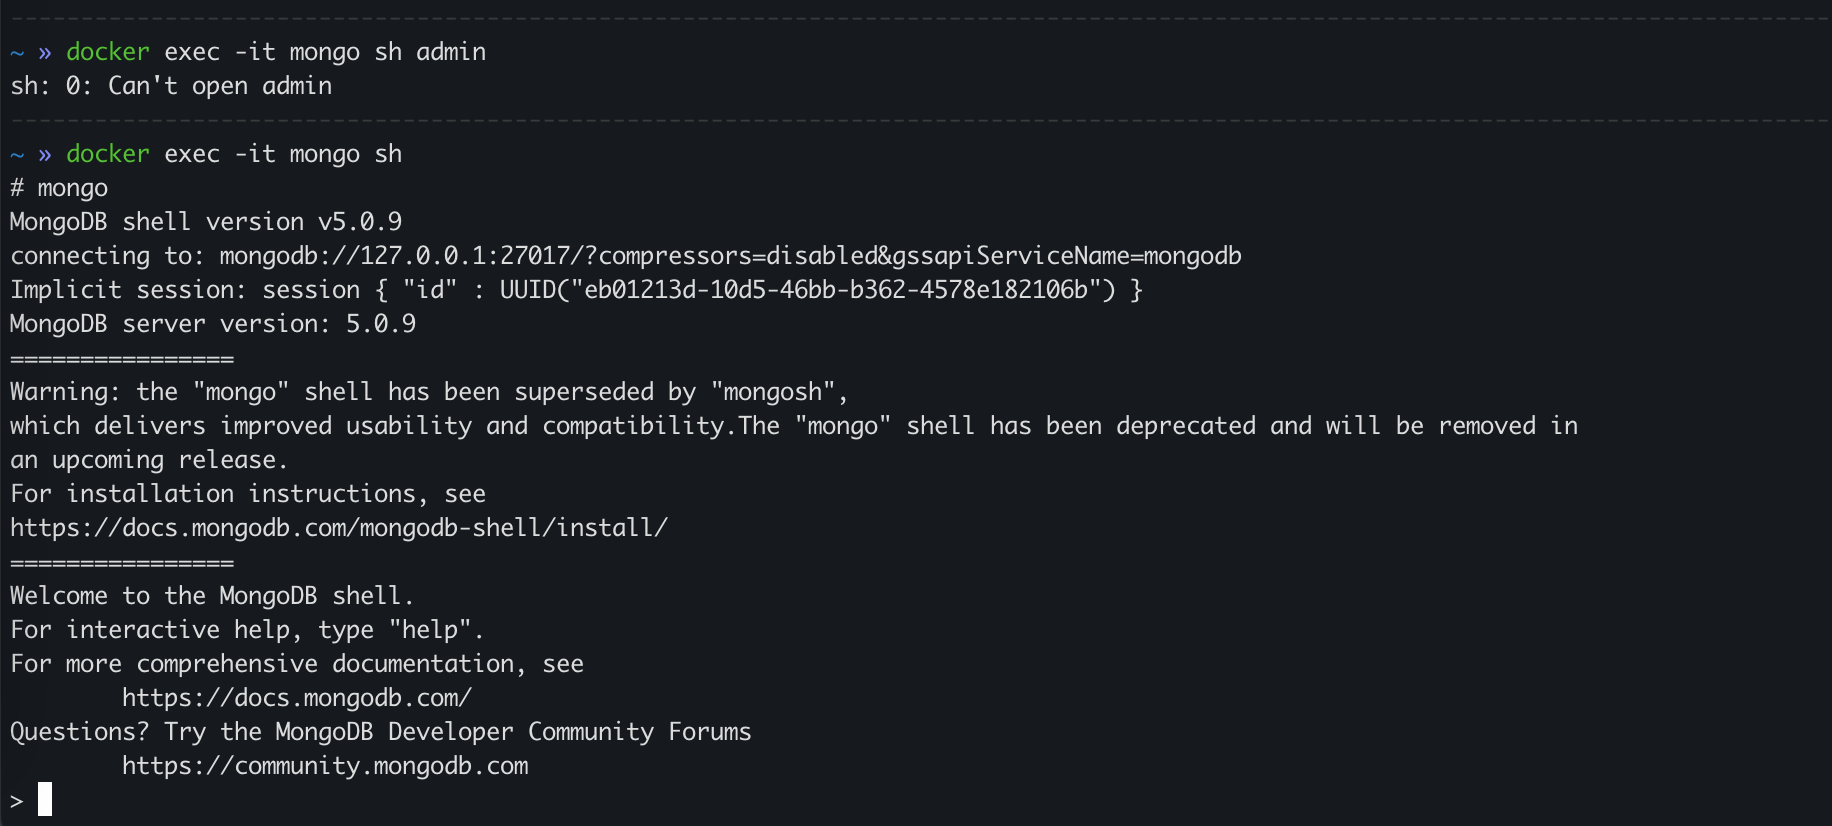 ~ » docker exec -it mongo sh admin
sh: 0: Can't open admin
~ » docker exec -it mongo sh
# mongo
MongoDB shell version v5.0.9
connecting to: mongodb://127.0.0.1:27017/?compressors=disabled&gssapiServiceName=mongodb
Implicit session: session { "id" : UUID("eb01213d-10d5-46bb-b362-4578e182106b") }
MongoDB server version: 5.0.9
================
Warning: the "mongo" shell has been superseded by "mongosh",
which delivers improved usability and compatibility.The "mongo" shell has been deprecated and will be removed in
an upcoming release.
For installation instructions, see
https://docs.mongodb.com/mongodb-shell/install/
================
Welcome to the MongoDB shell.
For interactive help, type "help".
For more comprehensive documentation, see
        https://docs.mongodb.com/
Questions? Try the MongoDB Developer Community Forums
        https://community.mongodb.com
>